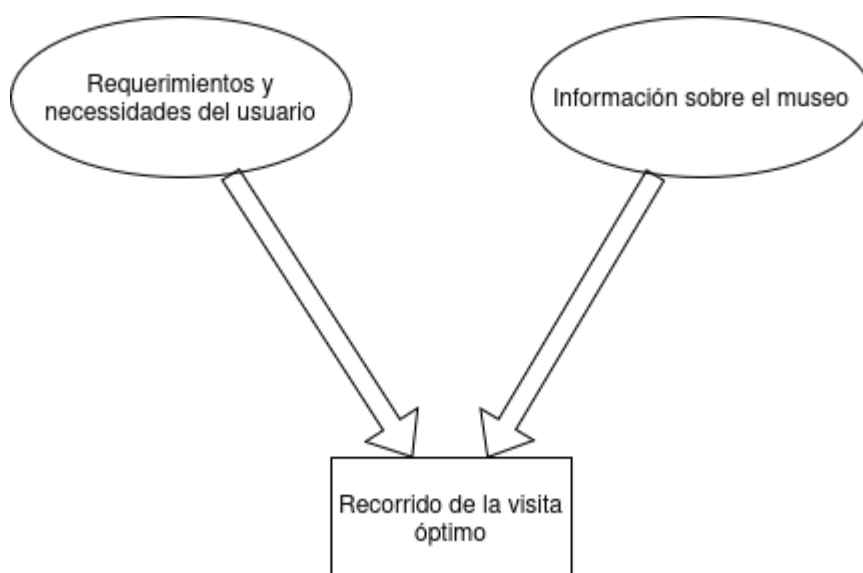 Requerimientos y
necessidades del usuario
Información sobre el museo
Recorrido de la visita
óptimo